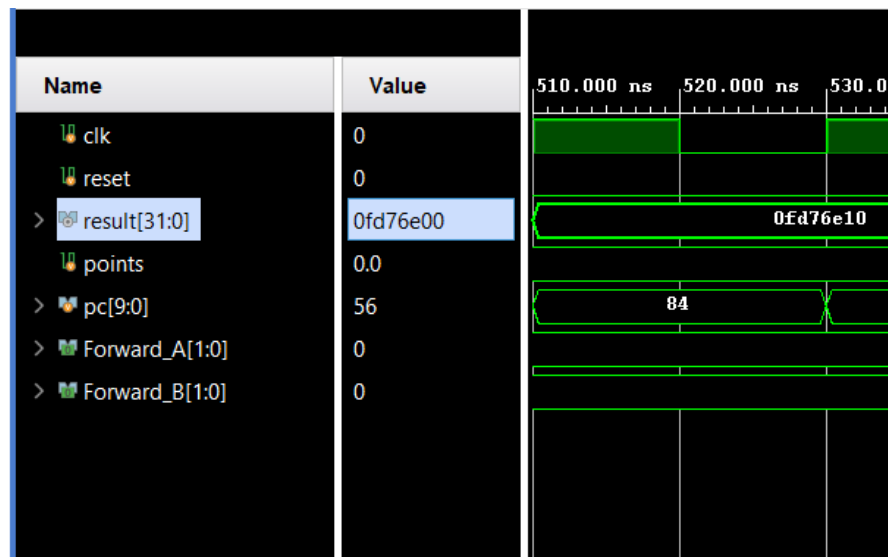 Name Value 510.000 ns 520.000 ns 530.0
clk 0
reset 0
result[31:0] 0fd76e00 0fd76e10
points 0.0
pc[9:0] 56 84
Forward_A[1:0] 0
Forward_B[1:0] 0